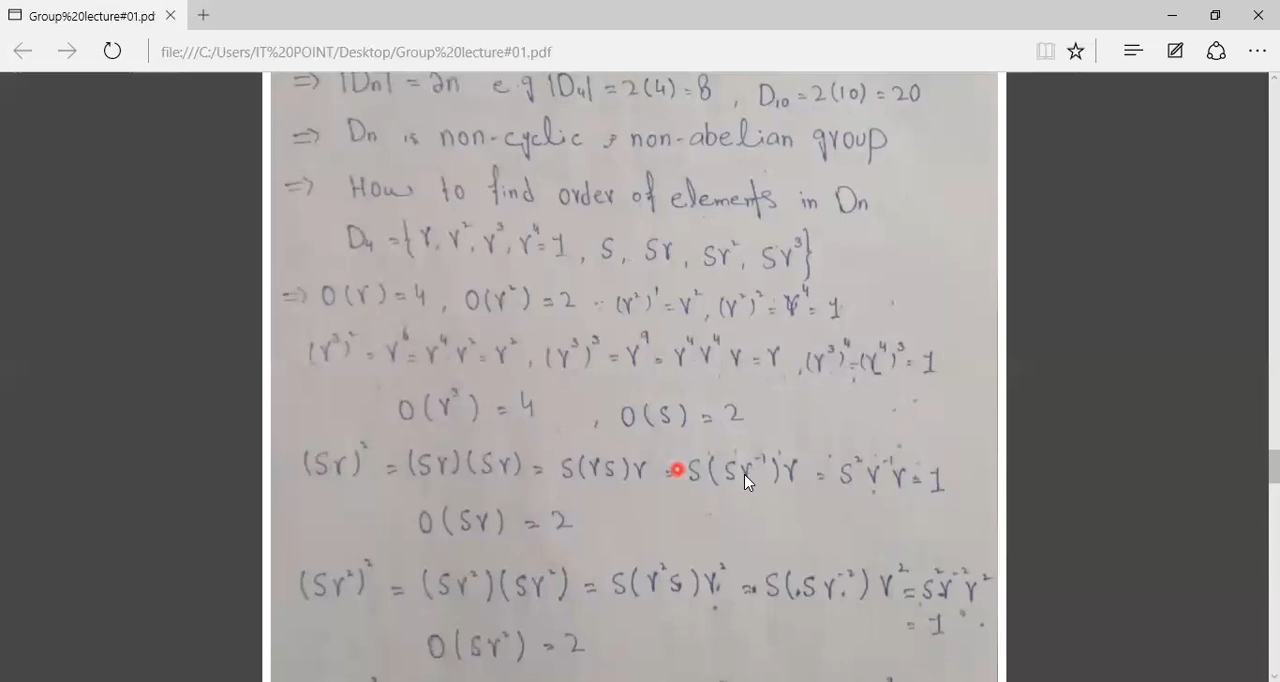 Group%20lecture#01.pd
file:///C:/Users/IT%20POINT/Desktop/Group%20lecture#01.pdf
=> |Dn| = 2n e.g |D₄| = 2(4) = 8 , D₁₀ = 2(10) = 20
=> Dn is non-cyclic , non-abelian group
=> How to find order of elements in Dn
D₄ = {r, r², r³, r⁴=1, S, Sr, Sr², Sr³}
=> O(r) = 4, O(r²) = 2 ∵ (r²)¹ = r², (r²)² = r⁴ = 1
(r³)² = r⁶ = r⁴r² = r², (r³)³ = r⁹ = r⁴r⁴r = r, (r³)⁴ = (r⁴)³ = 1
O(r³) = 4 , O(S) = 2
(Sr)² = (Sr)(Sr) = S(rS)r = S(Sr⁻¹)r = S²r⁻¹r = 1
O(Sr) = 2
(Sr²)² = (Sr²)(Sr²) = S(r²S)r² = S(Sr⁻²)r² = S²r⁻²r²
= 1
O(Sr²) = 2